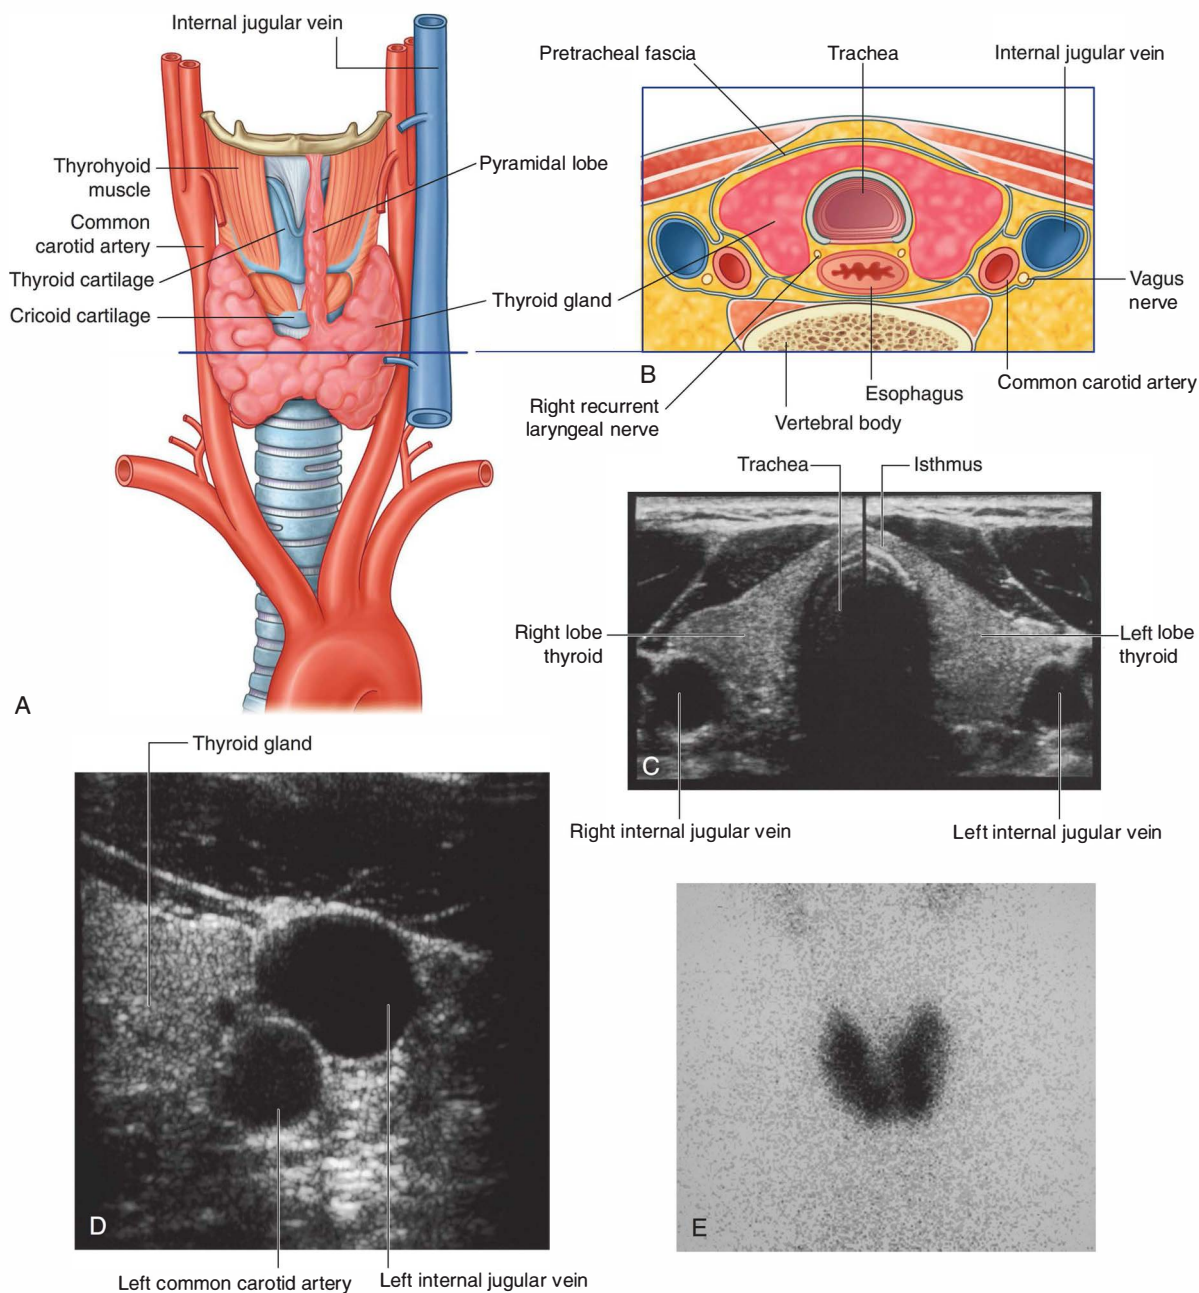 Internal jugular vein
Thyrohyoid
muscle
Common
carotid artery
Thyroid cartilage
Cricoid cartilage
Pyramidal lobe
Thyroid gland
A
Pretracheal fascia
Trachea
Internal jugular vein
Vagus
nerve
Common carotid artery
Esophagus
Vertebral body
Right recurrent
laryngeal nerve
B
Trachea
Isthmus
Right lobe
thyroid
Left lobe
thyroid
C
Right internal jugular vein
Left internal jugular vein
Thyroid gland
D
Left common carotid artery
Left internal jugular vein
E